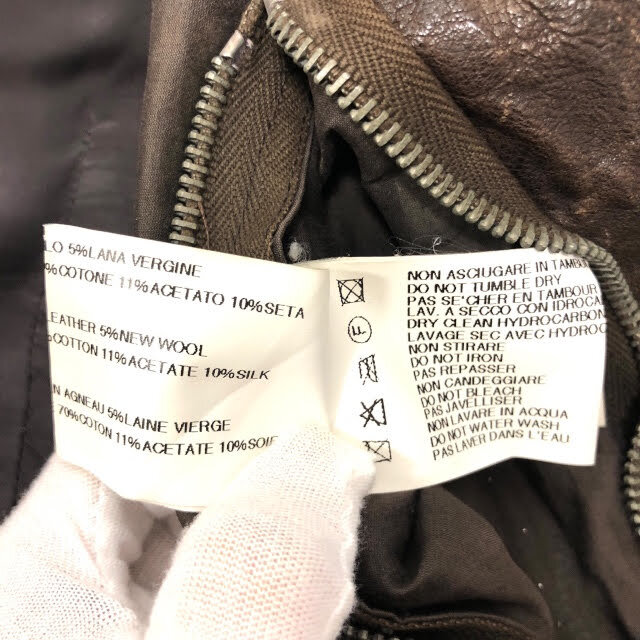 LO 5%LANA VERGINE
%COTONE 11%ACETATO 10%SETA
LEATHER 5%NEW WOOL
%COTTON 11%ACETATE 10%SILK
N AGNEAU 5%LAINE VIERGE
70%COTON 11%ACETATE 10%SOIE
NON ASCIUGARE IN TAMBU
DO NOT TUMBLE DRY
PAS SE'CHER EN TAMBOUR
LAV. A SECCO CON IDROCA
DRY CLEAN HYDROCARBON
LAVAGE SEC AVEC HYDROC
NON STIRARE
DO NOT IRON
PAS REPASSER
NON CANDEGGIARE
DO NOT BLEACH
PAS JAVELLISER
NON LAVARE IN ACQUA
DO NOT WATER WASH
PAS LAVER DANS L'EAU
F